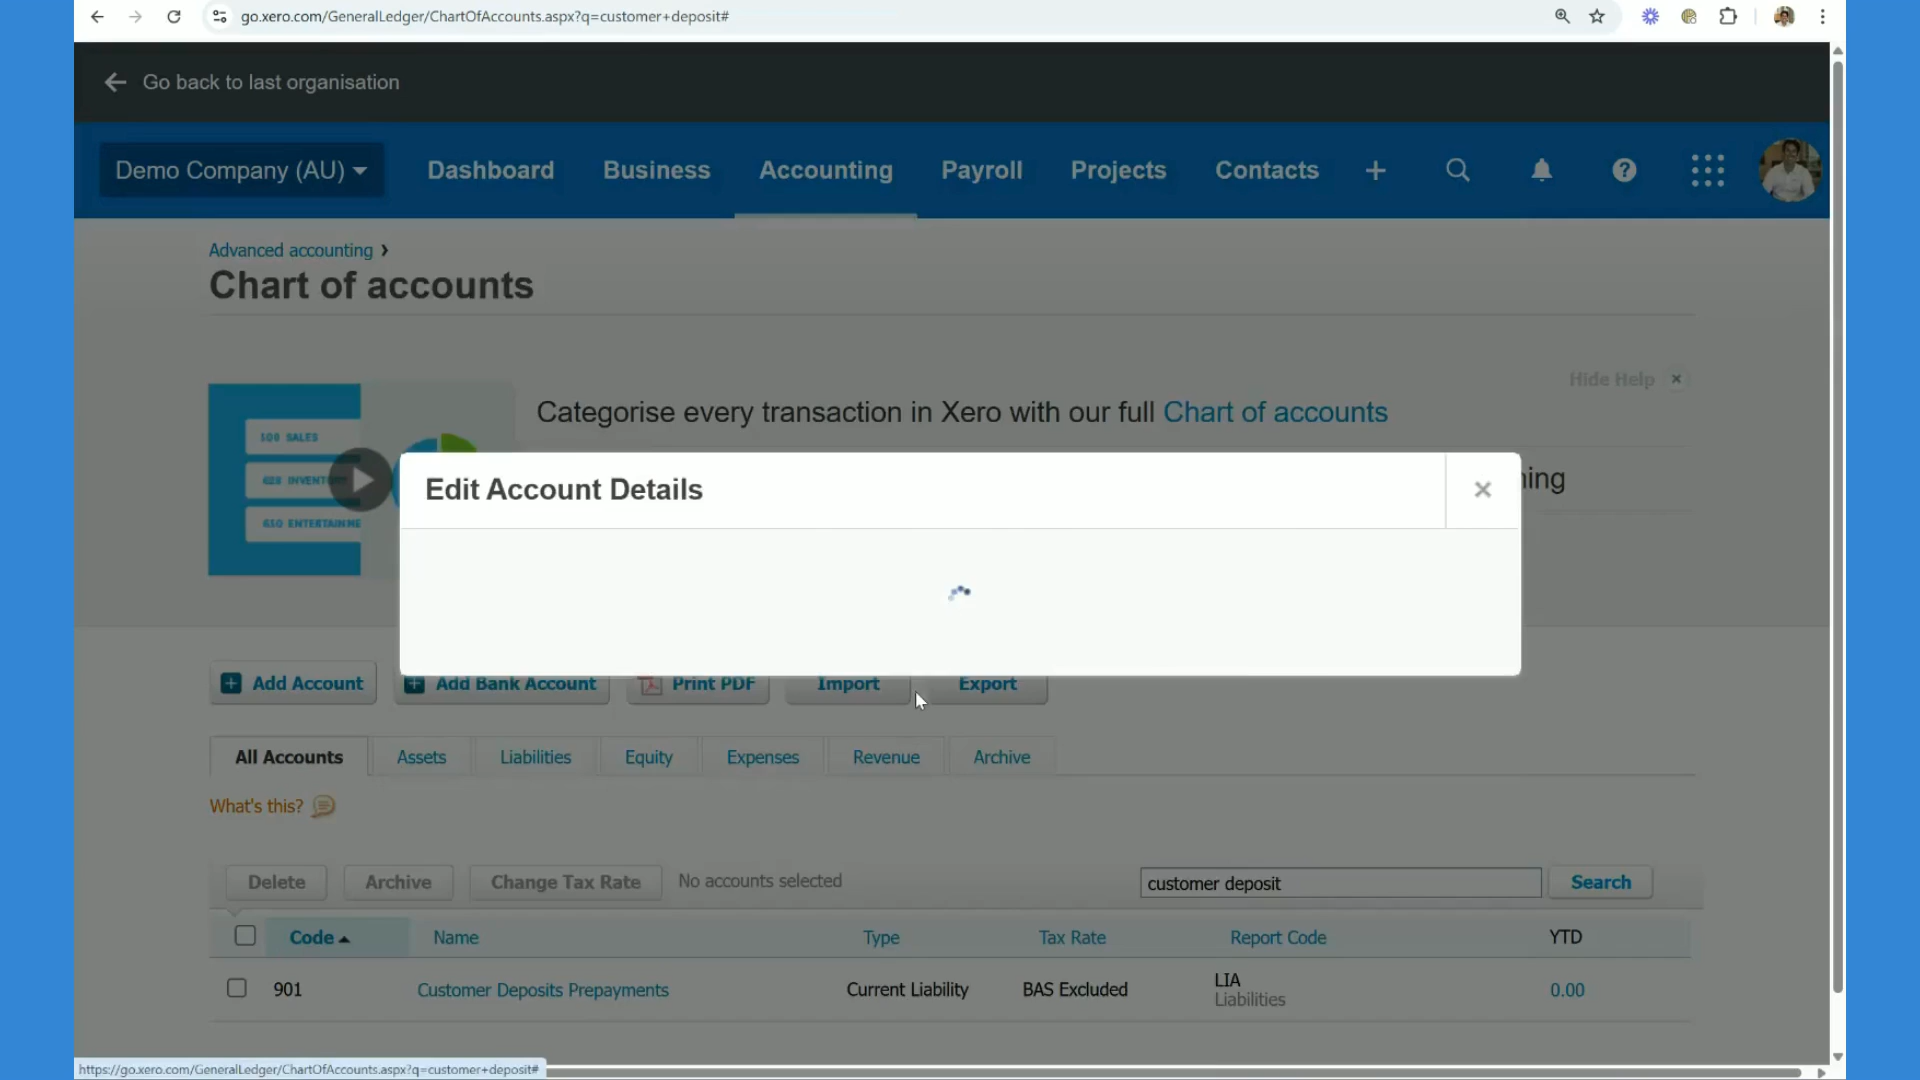 go.xero.com/GeneralLedger/ChartOfAccounts.aspx?q=customer+deposit#
Go back to last organisation
Demo Company (AU)
Dashboard
Business
Accounting
Payroll
Projects
Contacts
+
?
Advanced accounting ›
Chart of accounts
Hide Help ×
Categorise every transaction in Xero with our full Chart of accounts
100 SALES
INVENT
610 ENTERTAINME
ning
Edit Account Details ×
Add Account
Add Bank Account
Print PDF
Import
Export
All Accounts
Assets
Liabilities
Equity
Expenses
Revenue
Archive
What's this?
Delete
Archive
Change Tax Rate
No accounts selected
customer deposit
Search
Code Name Type Tax Rate Report Code YTD
901 Customer Deposits Prepayments Current Liability BAS Excluded LIA 0.00
Liabilities
https://go.xero.com/GeneralLedger/ChartOfAccounts.aspx?q=customer+deposit#